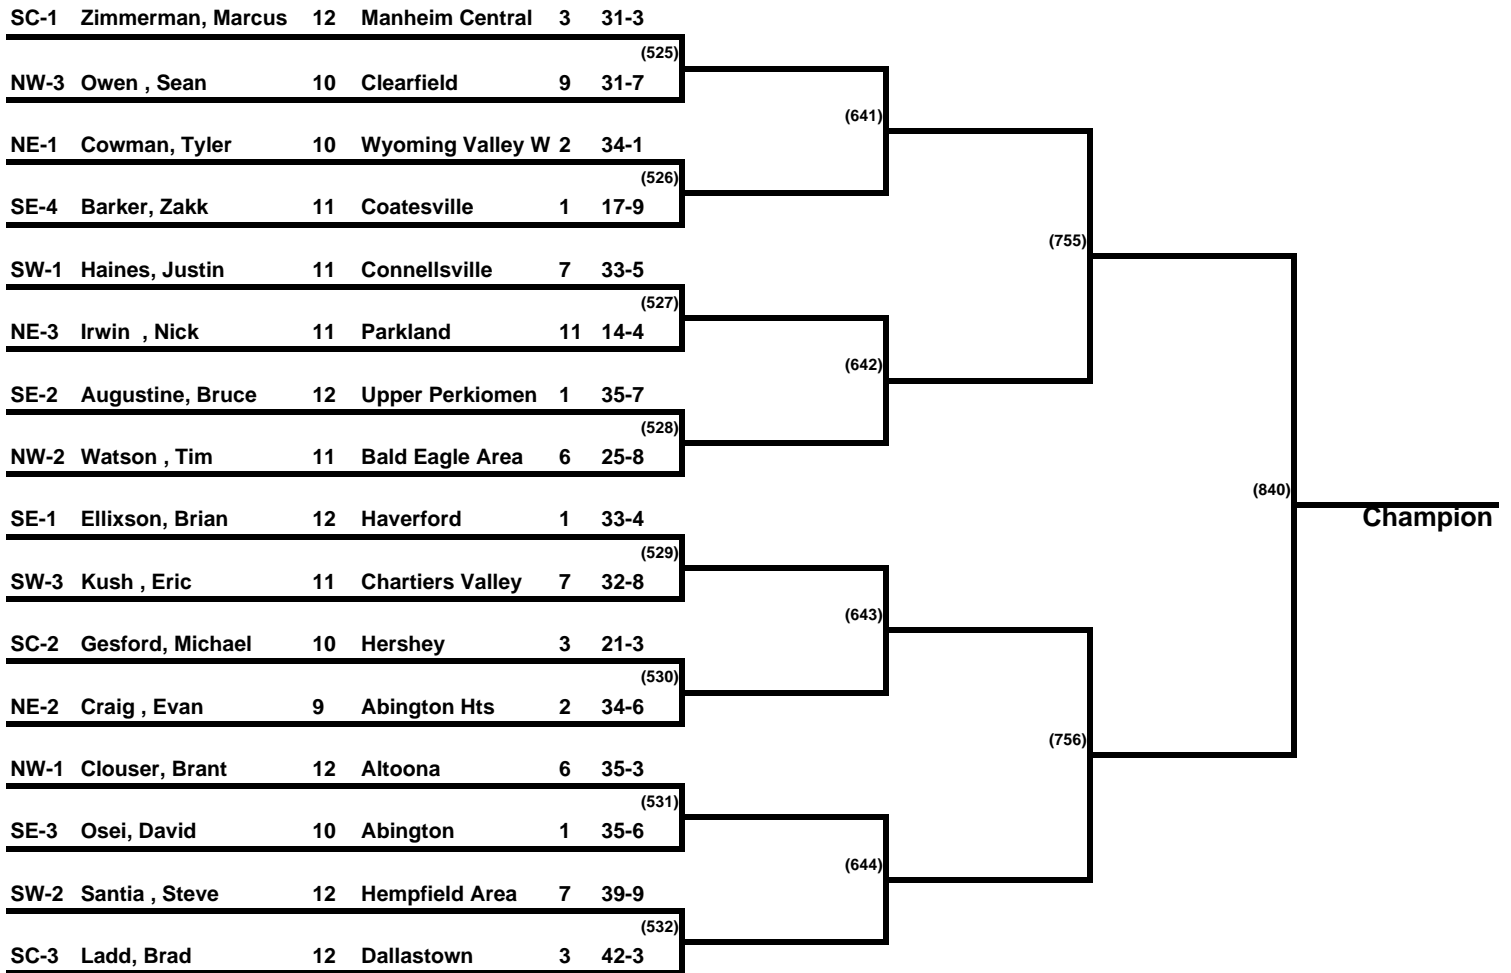 SC-1 Zimmerman, Marcus 12 Manheim Central 3 31-3
(525)
NW-3 Owen , Sean 10 Clearfield 9 31-7
(641)
NE-1 Cowman, Tyler 10 Wyoming Valley W 2 34-1
(526)
SE-4 Barker, Zakk 11 Coatesville 1 17-9
(755)
SW-1 Haines, Justin 11 Connellsville 7 33-5
(527)
NE-3 Irwin , Nick 11 Parkland 11 14-4
(642)
SE-2 Augustine, Bruce 12 Upper Perkiomen 1 35-7
(528)
NW-2 Watson , Tim 11 Bald Eagle Area 6 25-8
(840)
SE-1 Ellixson, Brian 12 Haverford 1 33-4
Champion
(529)
SW-3 Kush , Eric 11 Chartiers Valley 7 32-8
(643)
SC-2 Gesford, Michael 10 Hershey 3 21-3
(530)
NE-2 Craig , Evan 9 Abington Hts 2 34-6
(756)
NW-1 Clouser, Brant 12 Altoona 6 35-3
(531)
SE-3 Osei, David 10 Abington 1 35-6
(644)
SW-2 Santia , Steve 12 Hempfield Area 7 39-9
(532)
SC-3 Ladd, Brad 12 Dallastown 3 42-3